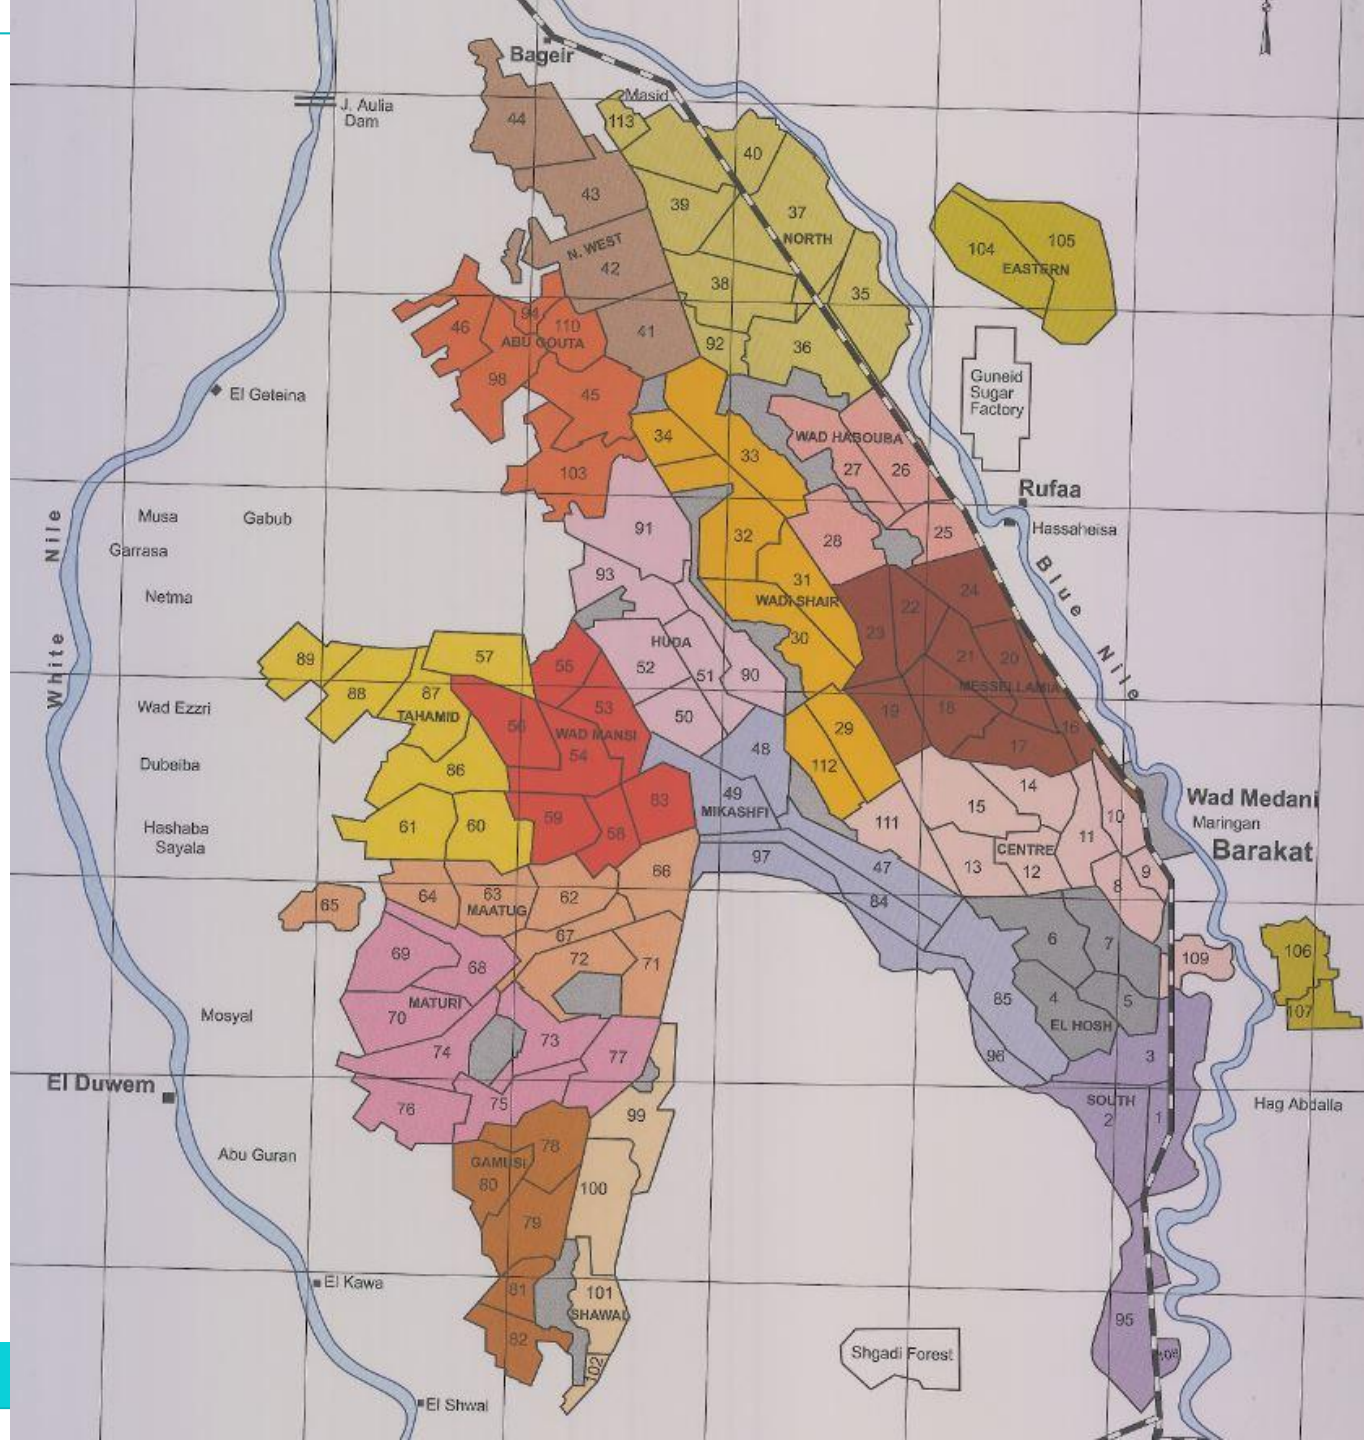 Bageir
Masid
J. Aulia
Dam
44
113
40
43
39
37
NORTH
N. WEST
42
104
105
EASTERN
38
35
46
94
110
ABU GOUTA
41
92
36
98
45
El Geteina
Guneid
Sugar
Factory
34
33
WAD HABOUBA
27
26
103
Rufaa
Hassaheisa
Musa
Gabub
Garrasa
Netma
White Nile
Blue Nile
91
32
28
25
93
31
WADI SHAIR
24
22
23
30
HUDA
52
51
90
21
20
MESSELLAMIA
89
57
88
87
TAHAMID
55
53
56
WAD MANSI
54
50
48
29
19
18
16
17
Wad Ezzri
Dubeiba
86
112
14
83
49
MIKASHFI
15
10
Wad Medani
Maringan
Barakat
Hashaba
Sayala
61
60
59
58
111
11
CENTRE
97
47
13
12
9
8
66
64
63
MAATUG
62
84
65
67
72
71
6
7
109
106
107
69
68
MATURI
70
85
4
5
EL HOSH
Mosyal
74
73
77
96
3
El Duwem
76
75
99
SOUTH
2
1
Hag Abdalla
Abu Guran
78
GAMUSI
80
100
79
El Kawa
81
101
SHAWAL
95
82
102
Shgadi Forest
108
El Shwal